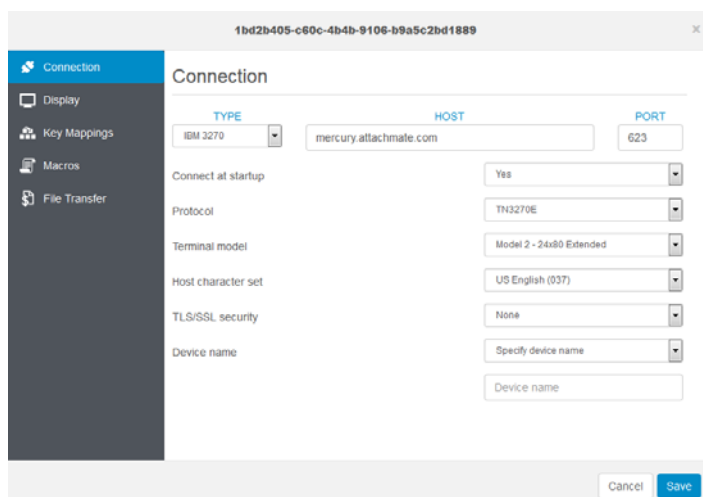 1bd2b405-c60c-4b4b-9106-b9a5c2bd1889
Connection
Display
Key Mappings
Macros
File Transfer
Connection
TYPE HOST PORT
IBM 3270 mercury.attachmate.com 623
Connect at startup Yes
Protocol TN3270E
Terminal model Model 2 - 24x80 Extended
Host character set US English (037)
TLS/SSL security None
Device name Specify device name
Device name
Cancel Save